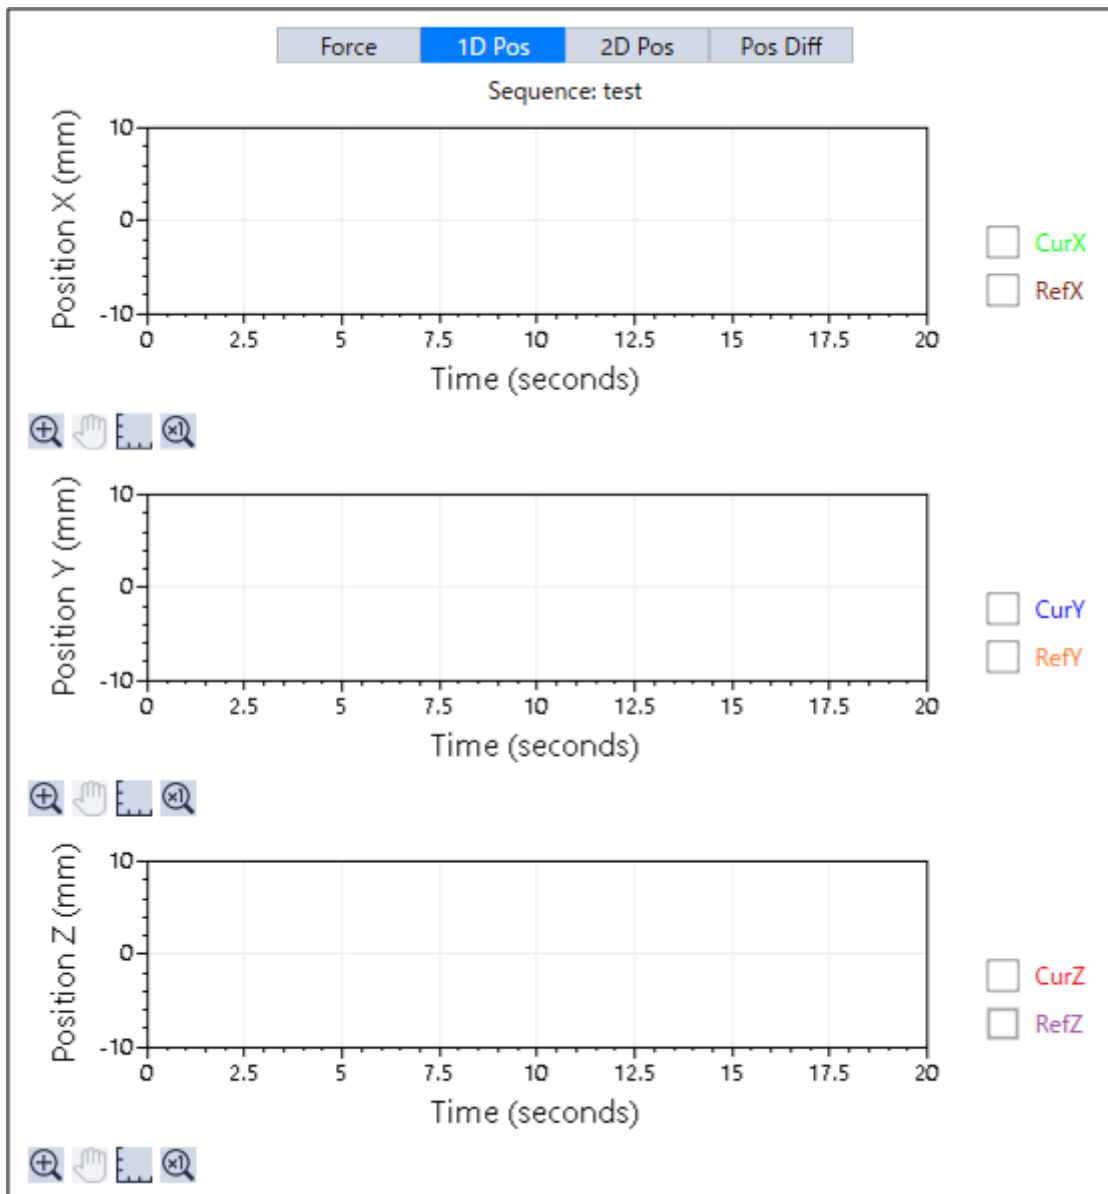 Force 1D Pos 2D Pos Pos Diff
Sequence: test
Position X (mm)
10
0
-10
0 2.5 5 7.5 10 12.5 15 17.5 20
Time (seconds)
CurX
RefX
x1
Position Y (mm)
10
0
-10
0 2.5 5 7.5 10 12.5 15 17.5 20
Time (seconds)
CurY
RefY
x1
Position Z (mm)
10
0
-10
0 2.5 5 7.5 10 12.5 15 17.5 20
Time (seconds)
CurZ
RefZ
x1